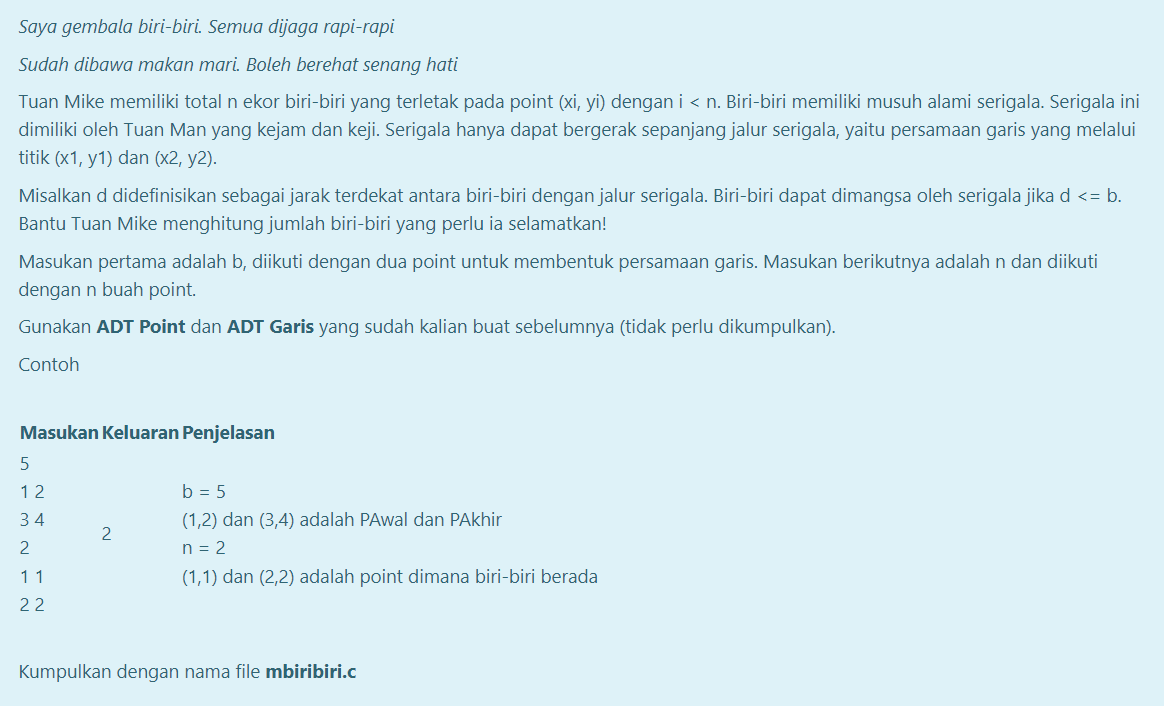 Saya gembala biri-biri. Semua dijaga rapi-rapi
Sudah dibawa makan mari. Boleh berehat senang hati
Tuan Mike memiliki total n ekor biri-biri yang terletak pada point (xi, yi) dengan i < n. Biri-biri memiliki musuh alami serigala. Serigala ini
dimiliki oleh Tuan Man yang kejam dan keji. Serigala hanya dapat bergerak sepanjang jalur serigala, yaitu persamaan garis yang melalui
titik (x1, y1) dan (x2, y2).
Misalkan d didefinisikan sebagai jarak terdekat antara biri-biri dengan jalur serigala. Biri-biri dapat dimangsa oleh serigala jika d <= b.
Bantu Tuan Mike menghitung jumlah biri-biri yang perlu ia selamatkan!
Masukan pertama adalah b, diikuti dengan dua point untuk membentuk persamaan garis. Masukan berikutnya adalah n dan diikuti
dengan n buah point.
Gunakan ADT Point dan ADT Garis yang sudah kalian buat sebelumnya (tidak perlu dikumpulkan).
Contoh
Masukan Keluaran Penjelasan
5
1 2
3 4
2
1 1
2 2
2
b = 5
(1,2) dan (3,4) adalah PAwal dan PAkhir
n = 2
(1,1) dan (2,2) adalah point dimana biri-biri berada
Kumpulkan dengan nama file mbiribiri.c